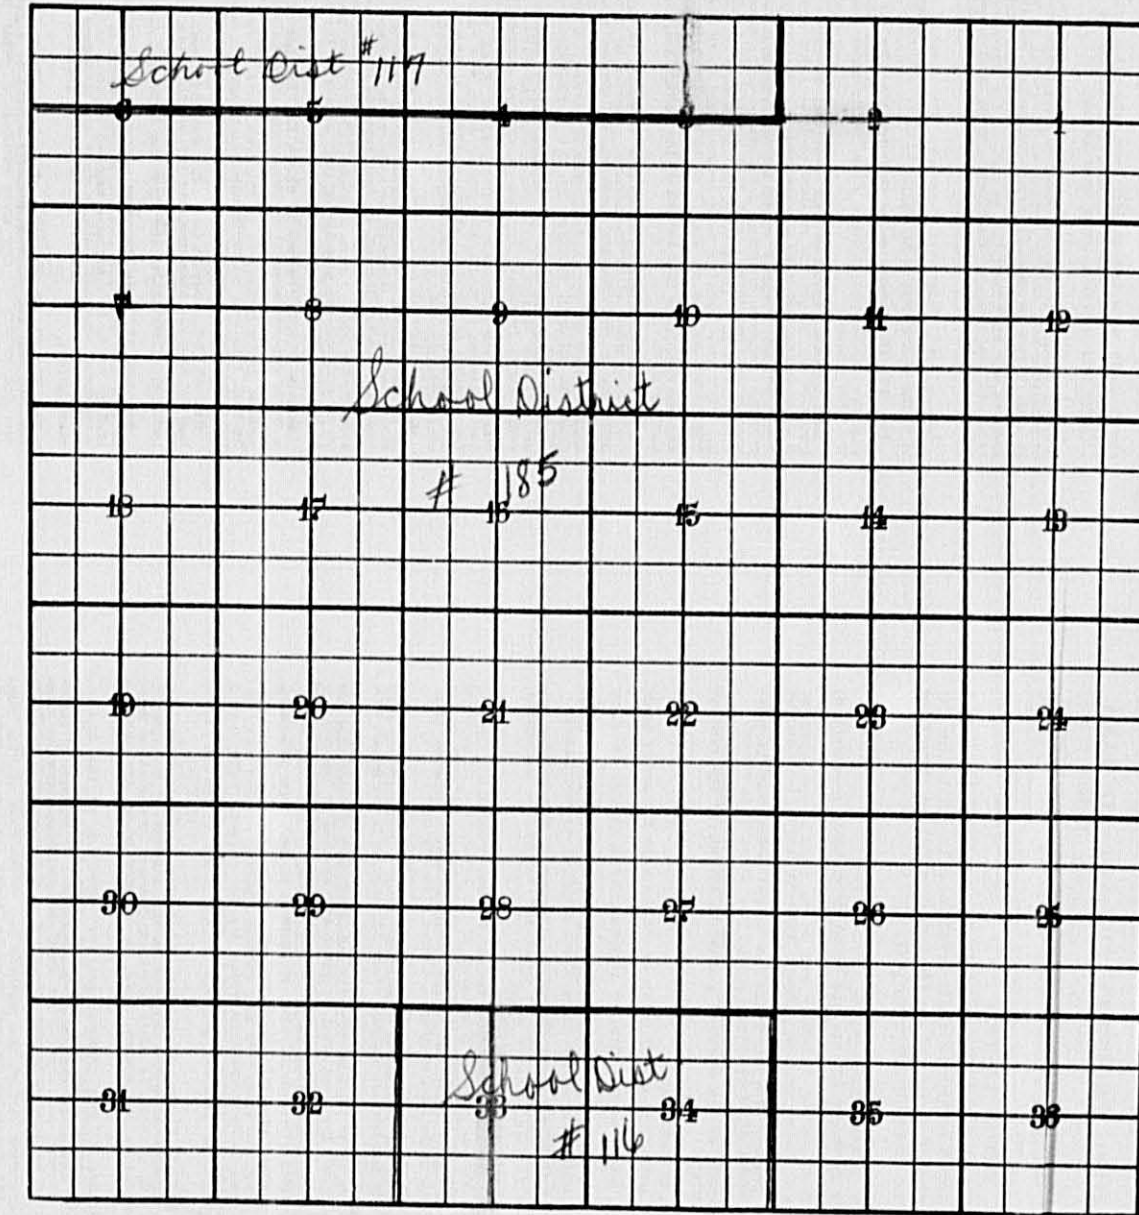 School Dist #117
6 5 4 3 2 1
7 8 9 10 11 12
School District
# 185
18 17 16 15 14 13
19 20 21 22 23 24
30 29 28 27 26 25
School Dist
31 32 33 34 35 36
# 116